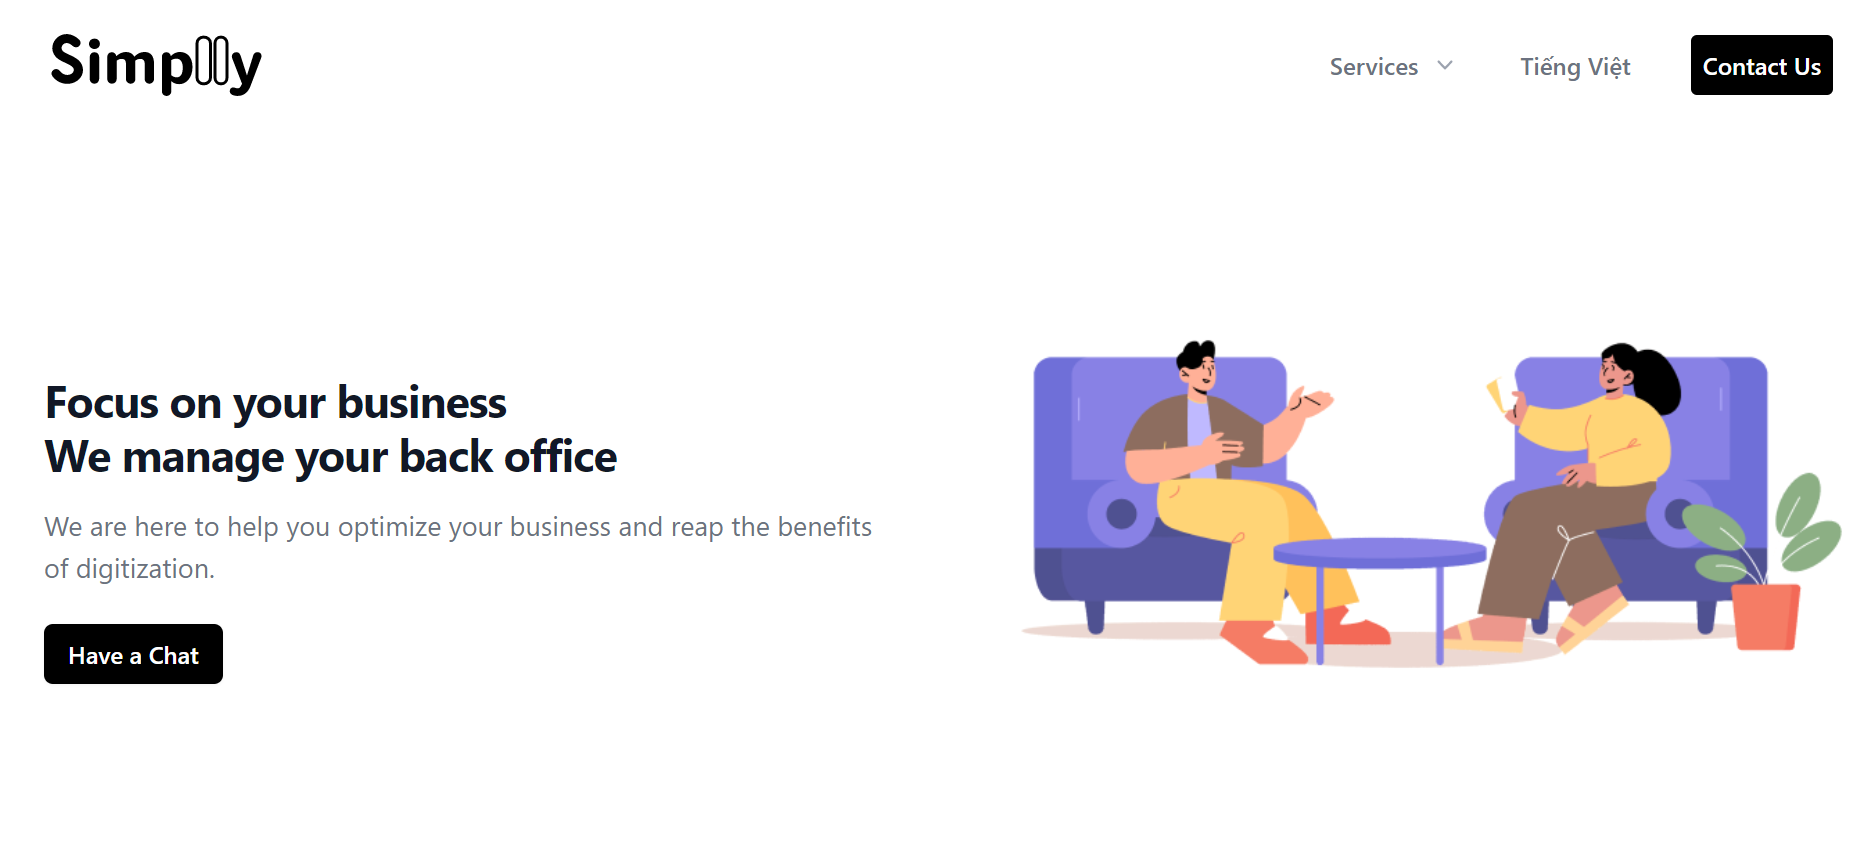 Simplly
Services
Tiếng Việt
Contact Us
Focus on your business
We manage your back office
We are here to help you optimize your business and reap the benefits
of digitization.
Have a Chat